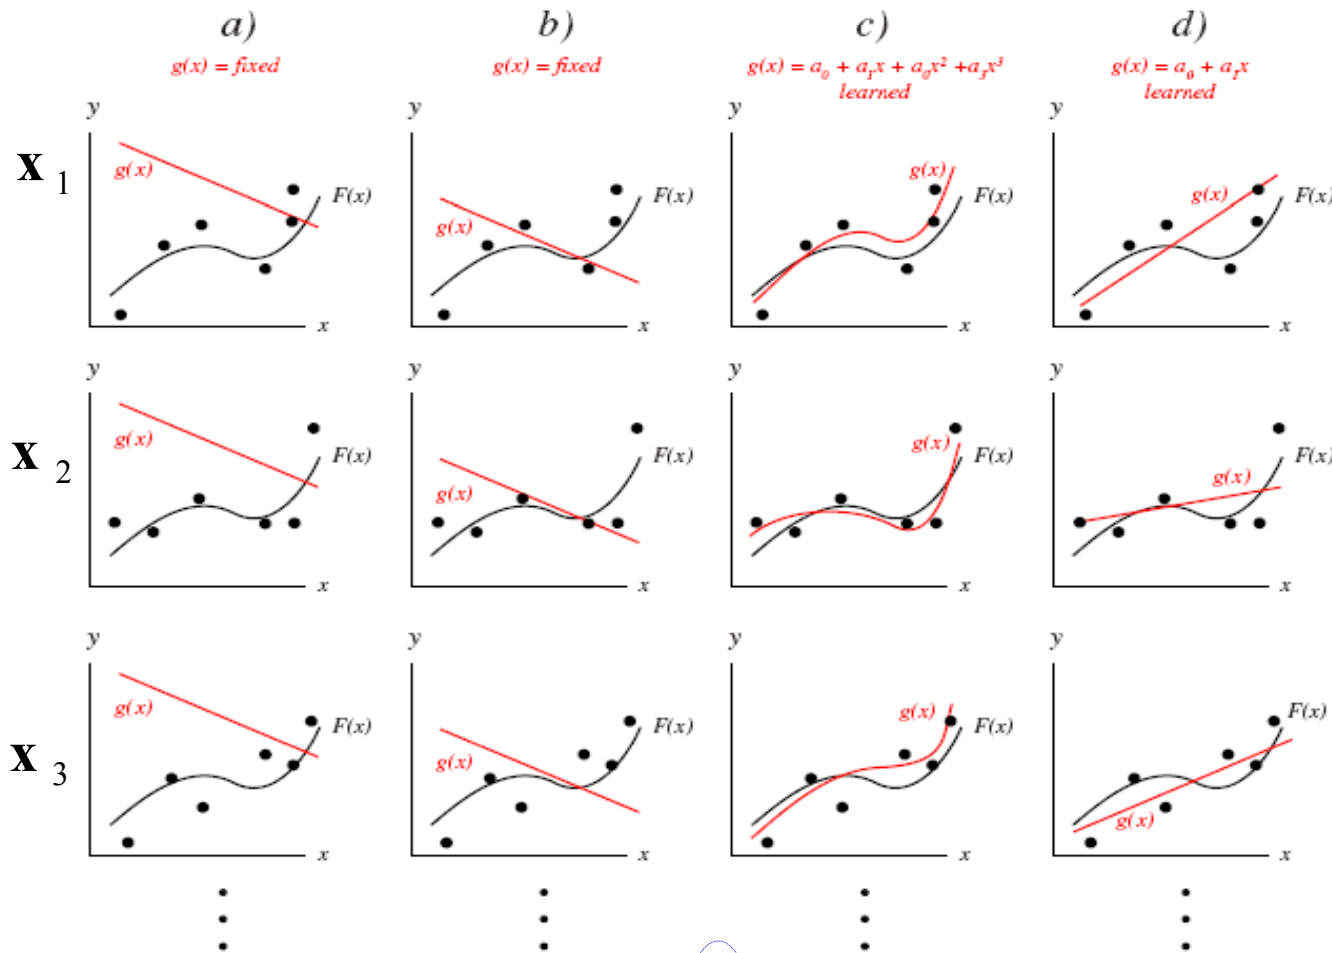 a) b) c) d)
g(x) = fixed g(x) = fixed g(x) = a₀ + a₁x + a₀x² +a₃x³ g(x) = a₀ + a₁x
learned learned
y y y y
x 1
g(x) F(x) g(x) F(x) g(x) F(x) g(x) F(x)
x x x x
y y y y
x 2
g(x) F(x) g(x) F(x) g(x) F(x) g(x) F(x)
x x x x
y y y y
x 3
g(x) F(x) g(x) F(x) g(x) F(x) g(x) F(x)
x x x x